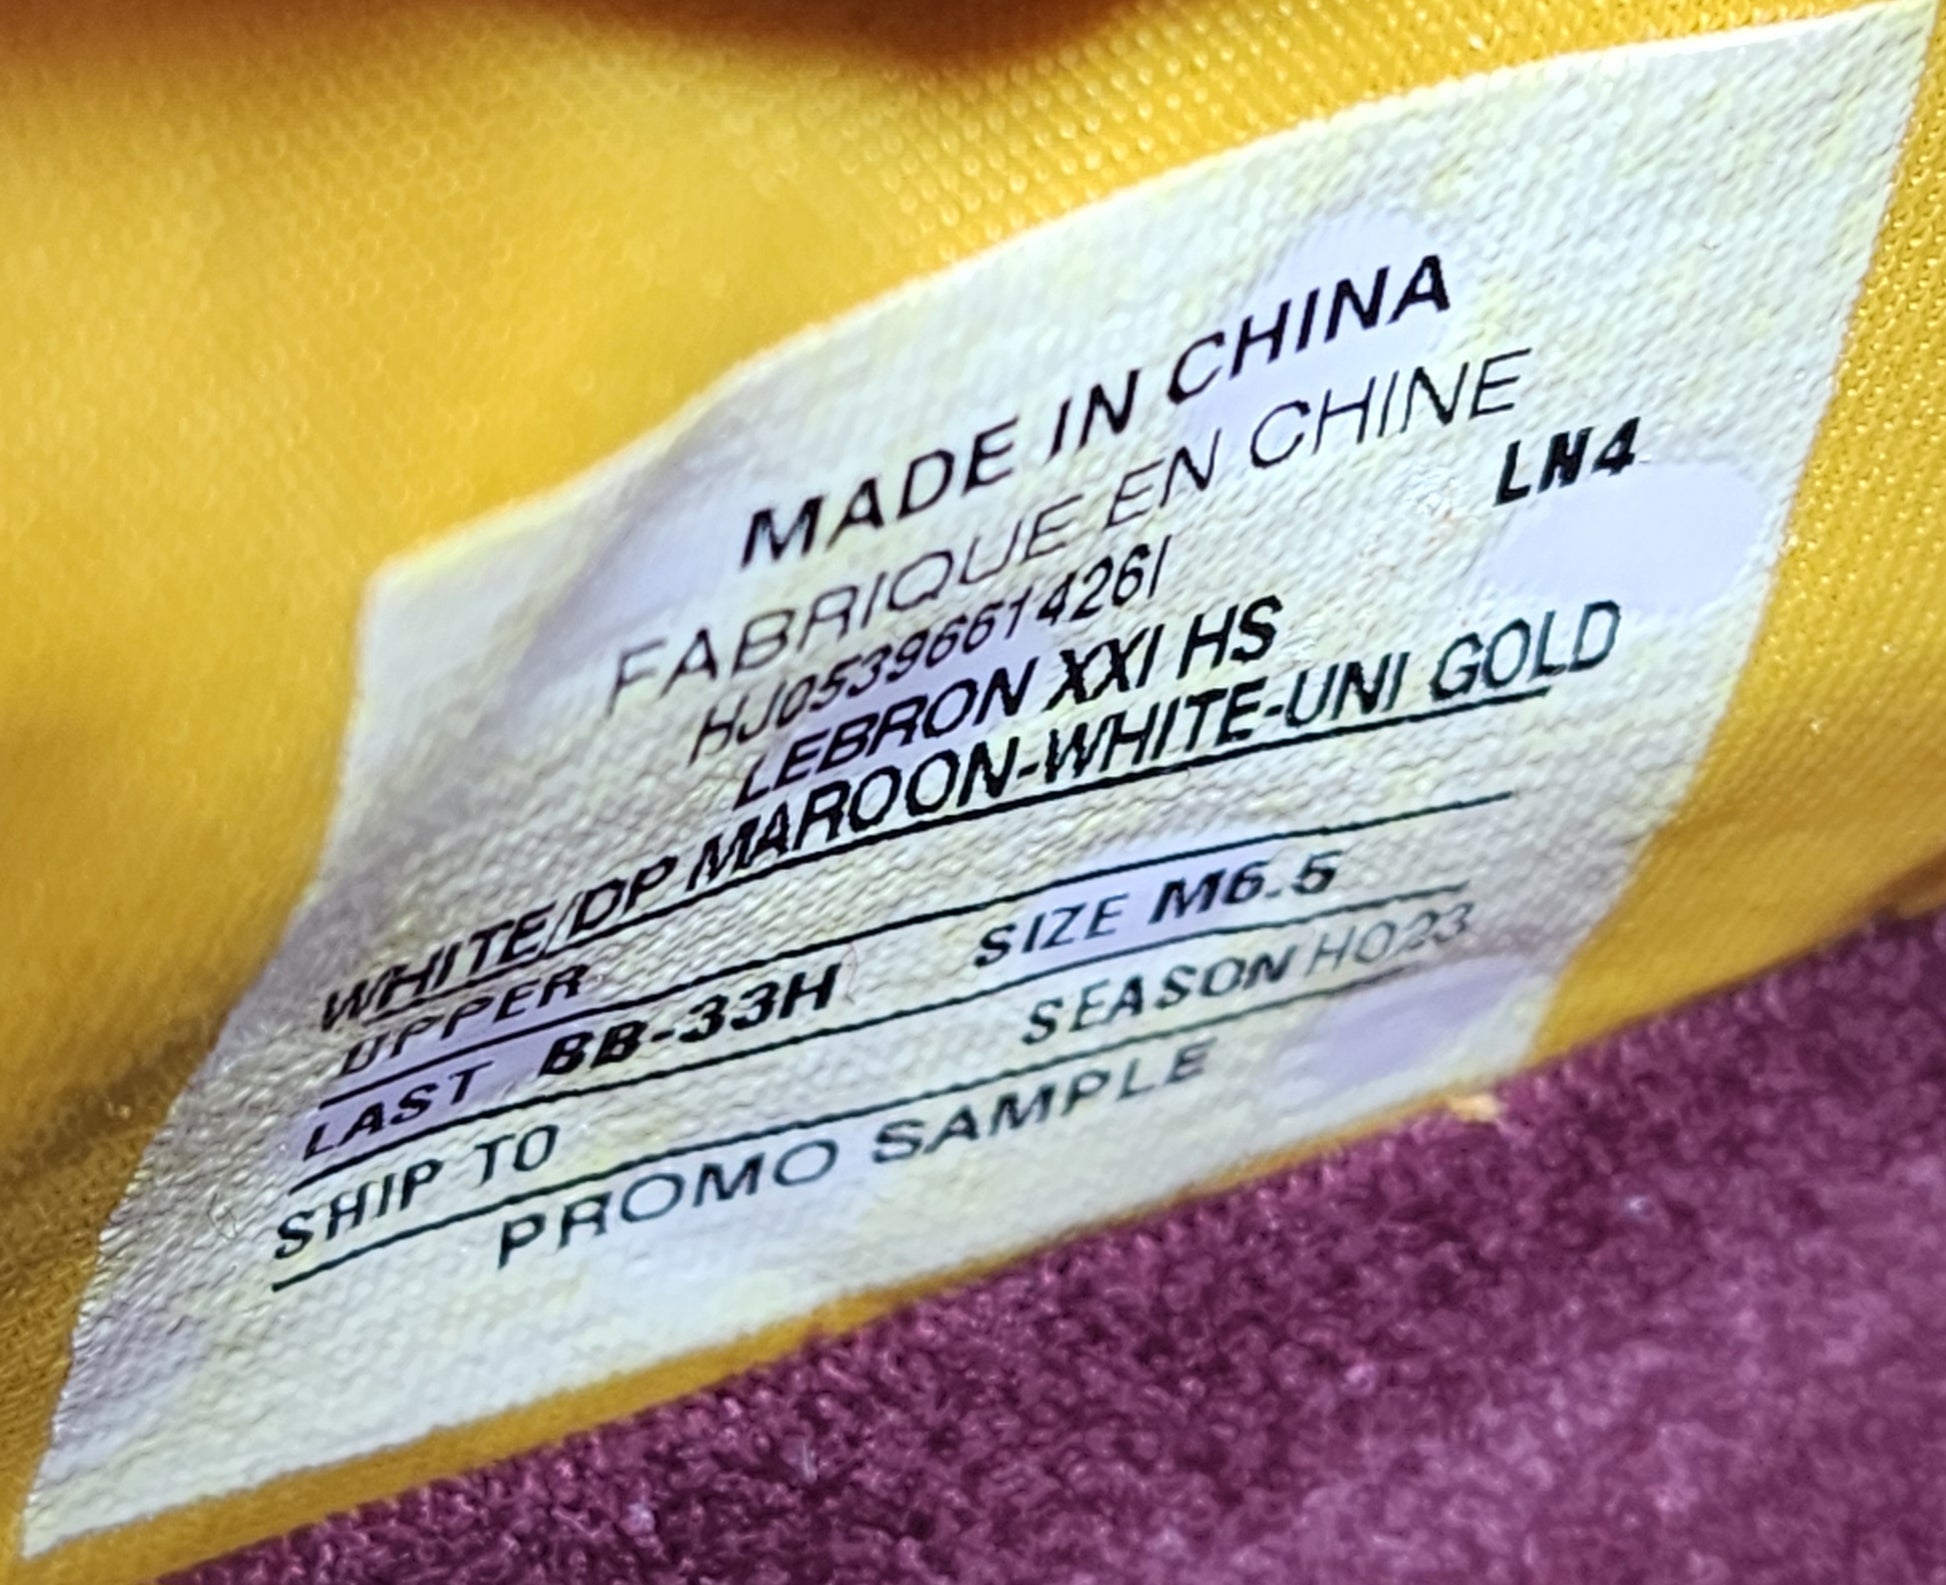 MADE IN CHINA
FABRIQUE EN CHINE
LN4
HJ0539661426I
LEBRON XXI HS
WHITE/DP MAROON-WHITE-UNI GOLD
UPPER SIZE M6.5
LAST BB-33H SEASON HO23
SHIP TO
PROMO SAMPLE